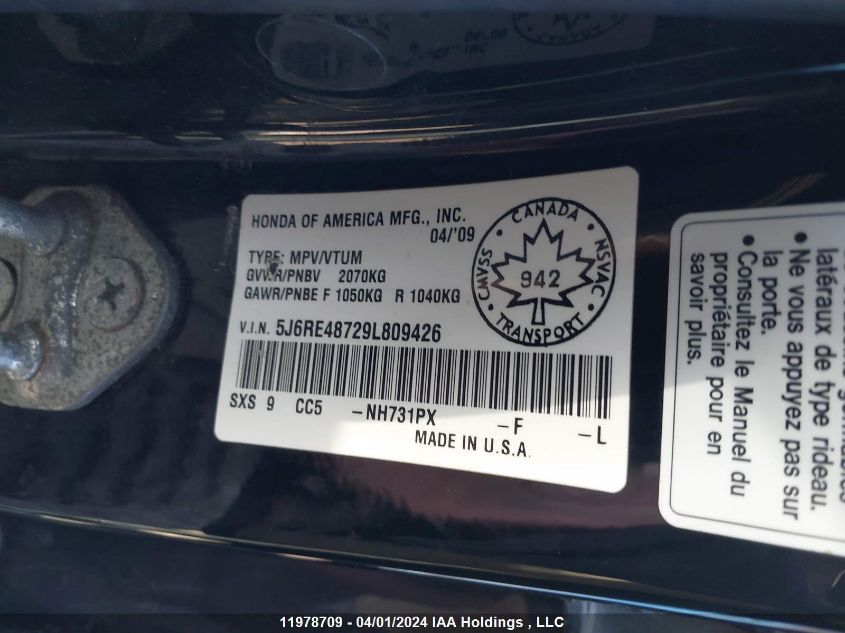 HONDA OF AMERICA MFG., INC.
04/'09
TYPE: MPV/VTUM
GVWR/PNBV 2070KG
GAWR/PNBE F 1050KG R 1040KG
V.I.N. 5J6RE48729L809426
SXS 9 CC5 -NH731PX -F -L
MADE IN U.S.A.
CANADA
NSVAC
TRANSPORT
CMVSS
942
latéraux de type rideau.
• Ne vous appuyez pas sur
la porte.
• Consultez le Manuel du
propriétaire pour en
savoir plus.
11978709 - 04/01/2024 IAA Holdings , LLC